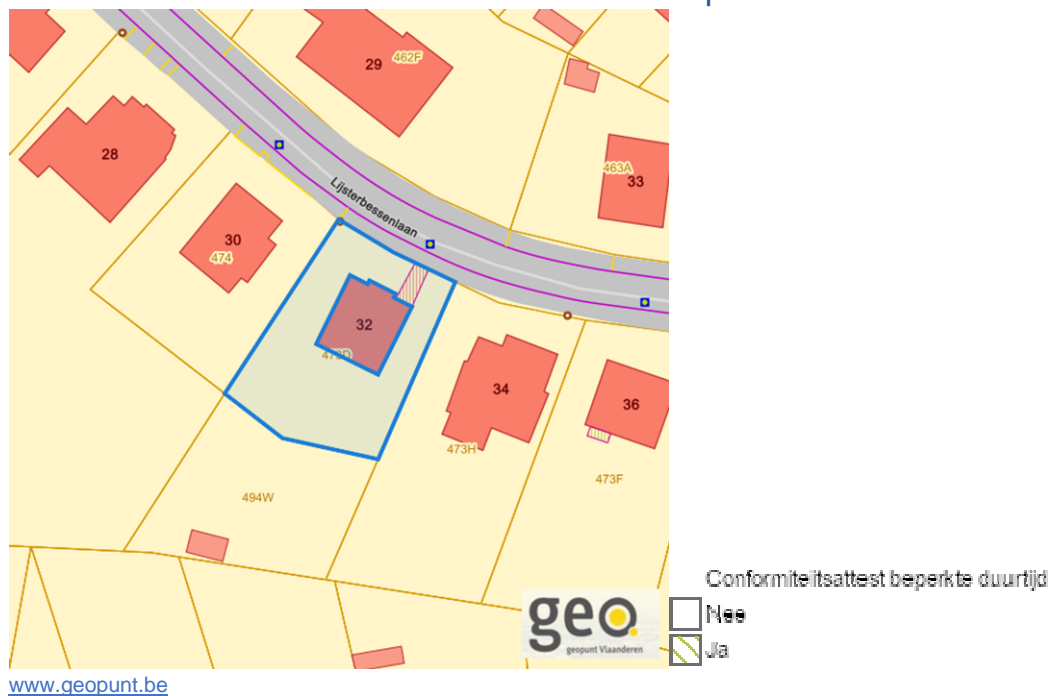 29
462F
28
463A
33
Lijsterbessenlaan
30
474
32
473D
34
36
473H
473F
494W
geo.
geopunt Vlaanderen
Conformiteitsattest beperkte duurtijd
Nee
Ja
www.geopunt.be